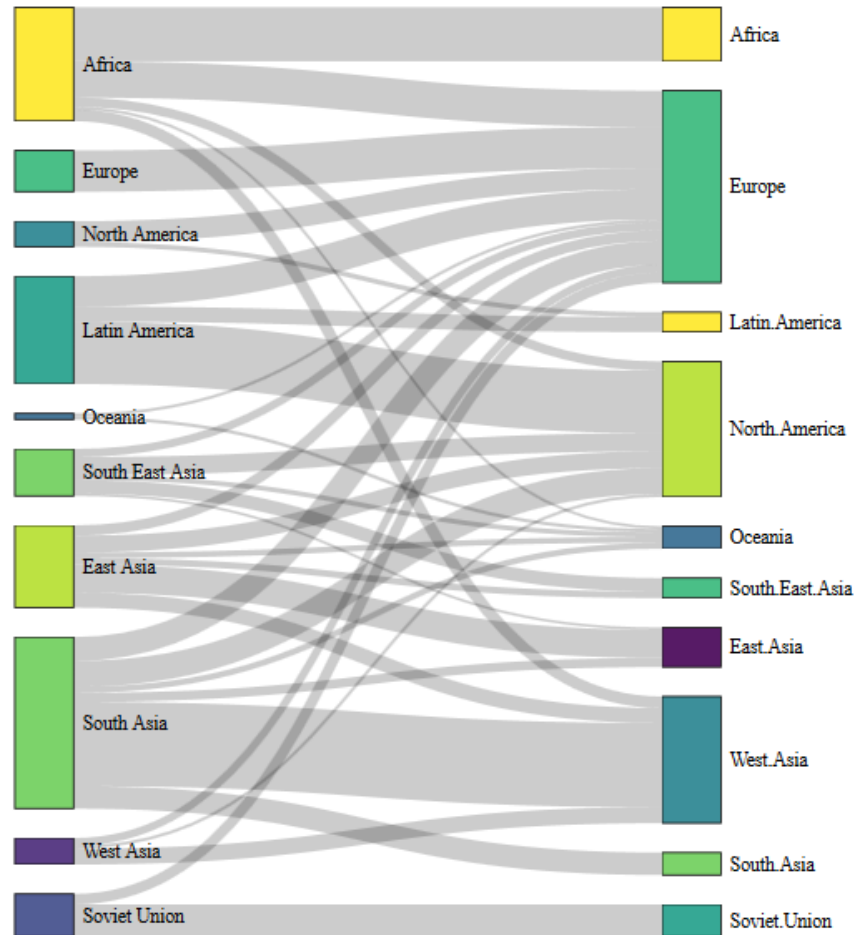 Africa
Europe
North America
Latin America
Oceania
South East Asia
East Asia
South Asia
West Asia
Soviet Union
Africa
Europe
Latin.America
North.America
Oceania
South.East.Asia
East.Asia
West.Asia
South.Asia
Soviet.Union